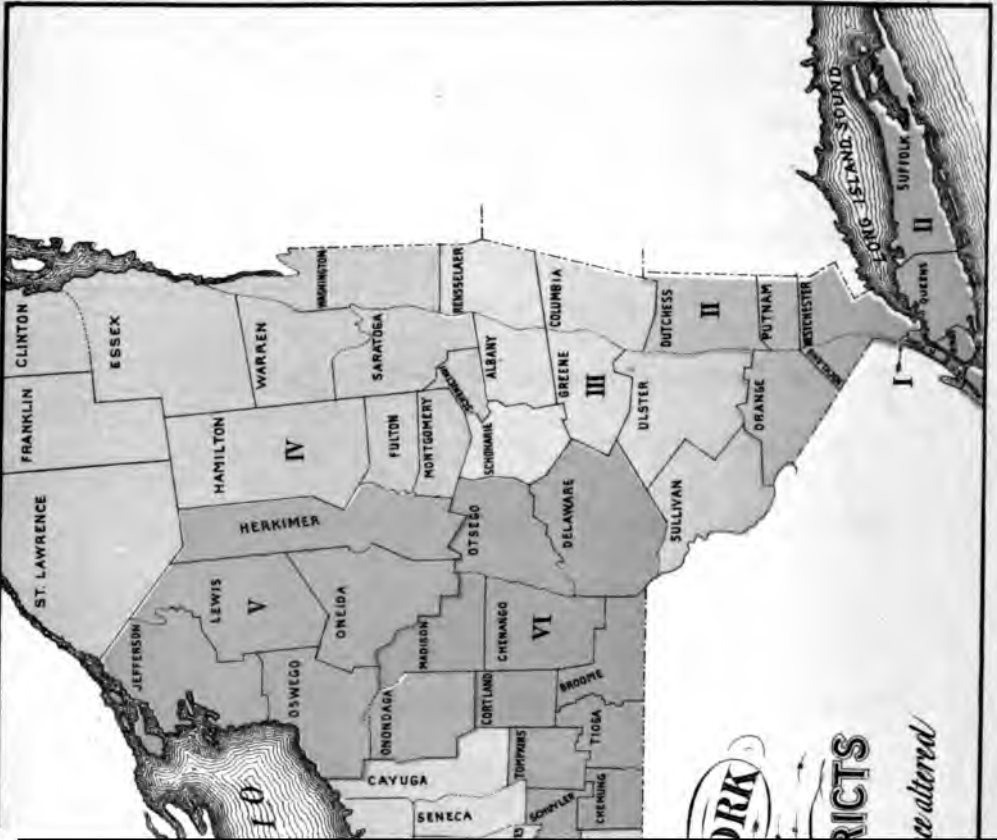 CLINTON
FRANKLIN
ESSEX
ST. LAWRENCE
WARREN
WASHINGTON
HAMILTON
IV
SARATOGA
FULTON
MONTGOMERY
HERKIMER
JEFFERSON
LEWIS
V
ONEIDA
OSWEGO
RENSSELAER
ALBANY
SCHOHARIE
OTSEGO
MADISON
ONONDAGA
CAYUGA
SENECA
COLUMBIA
GREENE
III
DELAWARE
CHENANGO
VI
CORTLAND
BROOME
TOMPKINS
TIOGA
SCHUYLER
CHEMUNG
ULSTER
SULLIVAN
DUTCHESS
II
ORANGE
PUTNAM
WESTCHESTER
LONG ISLAND SOUND
SUFFOLK
II
QUEENS
I
O
ORK
RICTS